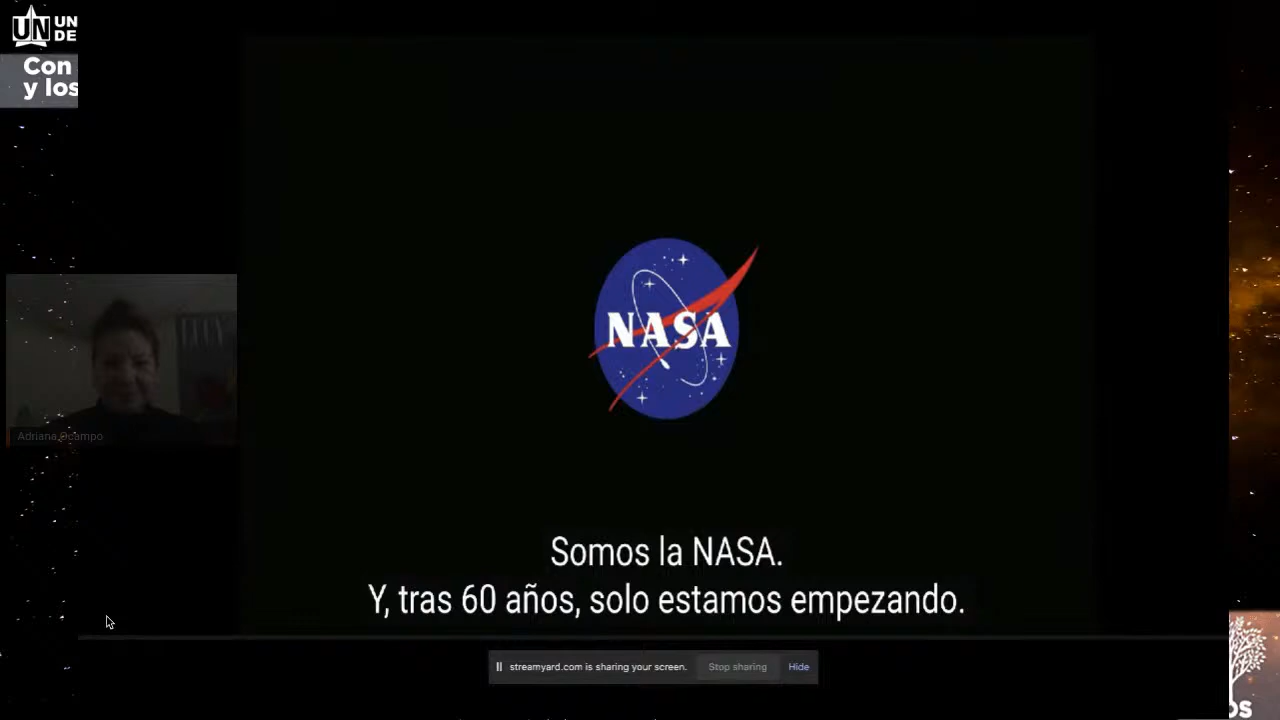 UN UN
DE
Con
y los
NASA
Adriana Ocampo
Somos la NASA.
Y, tras 60 años, solo estamos empezando.
streamyard.com is sharing your screen. Stop sharing Hide
os